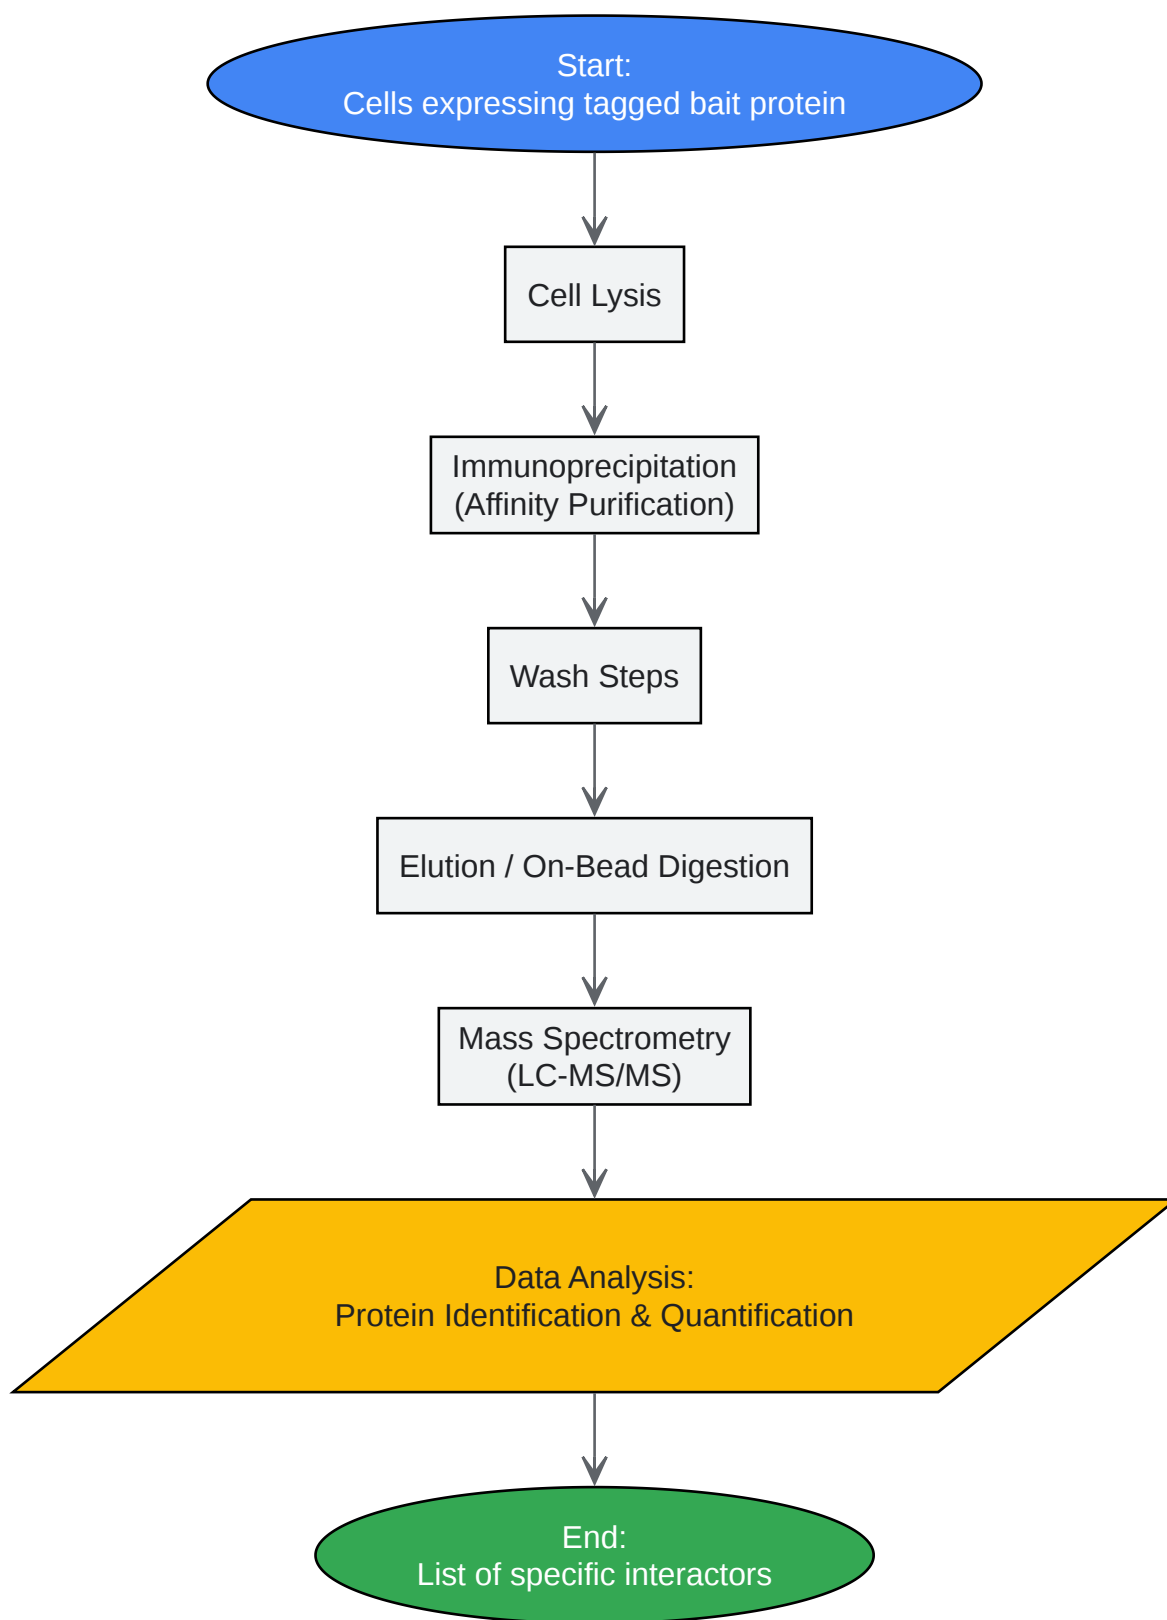 Start:
Cells expressing tagged bait protein
Cell Lysis
Immunoprecipitation
(Affinity Purification)
Wash Steps
Elution / On-Bead Digestion
Mass Spectrometry
(LC-MS/MS)
Data Analysis:
Protein Identification & Quantification
End:
List of specific interactors